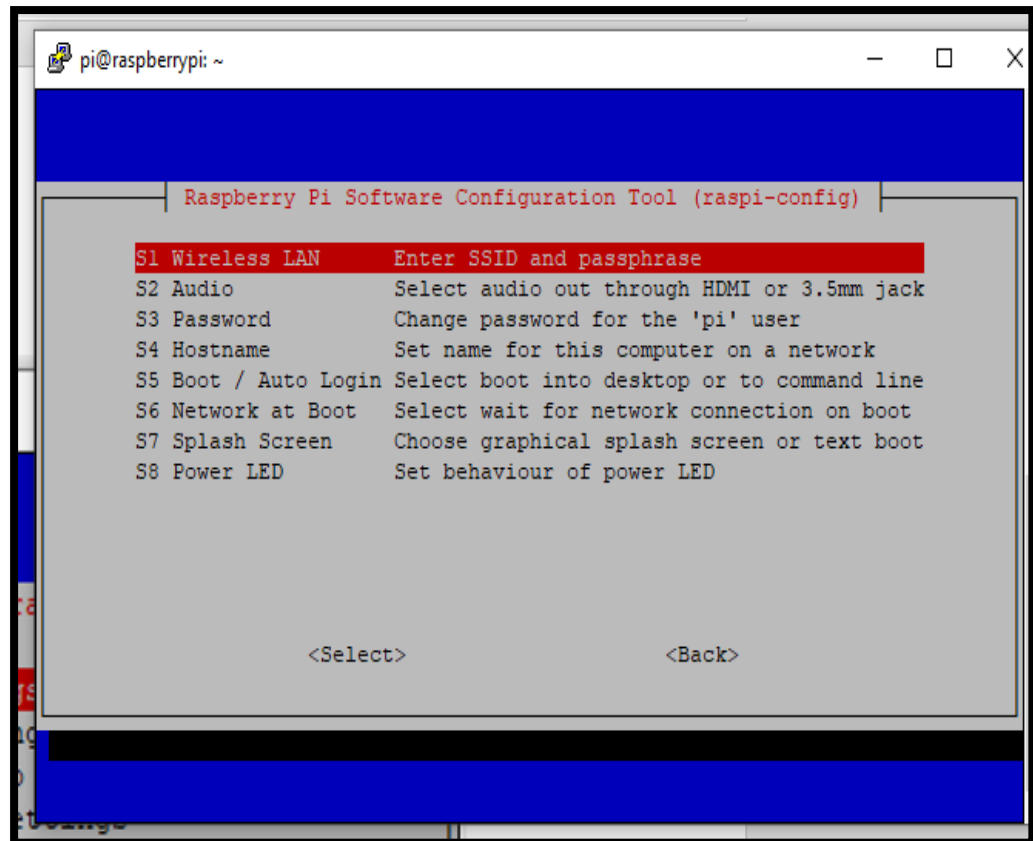 pi@raspberrypi: ~
Raspberry Pi Software Configuration Tool (raspi-config)
S1 Wireless LAN Enter SSID and passphrase
S2 Audio Select audio out through HDMI or 3.5mm jack
S3 Password Change password for the 'pi' user
S4 Hostname Set name for this computer on a network
S5 Boot / Auto Login Select boot into desktop or to command line
S6 Network at Boot Select wait for network connection on boot
S7 Splash Screen Choose graphical splash screen or text boot
S8 Power LED Set behaviour of power LED
<Select> <Back>